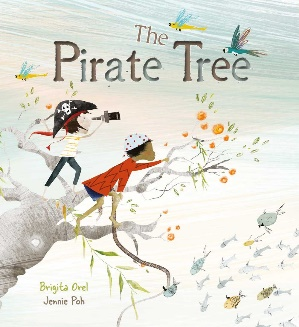 The
Pirate Tree
Brigita Orel
Jennie Poh